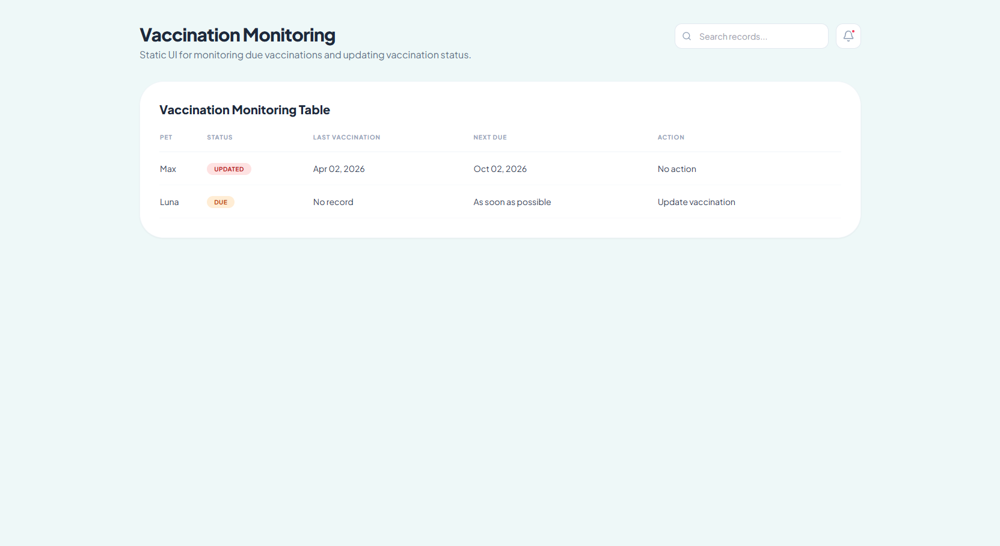 Vaccination Monitoring
Search records...
Static UI for monitoring due vaccinations and updating vaccination status.
Vaccination Monitoring Table
PET STATUS LAST VACCINATION NEXT DUE ACTION
Max UPDATED Apr 02, 2026 Oct 02, 2026 No action
Luna DUE No record As soon as possible Update vaccination